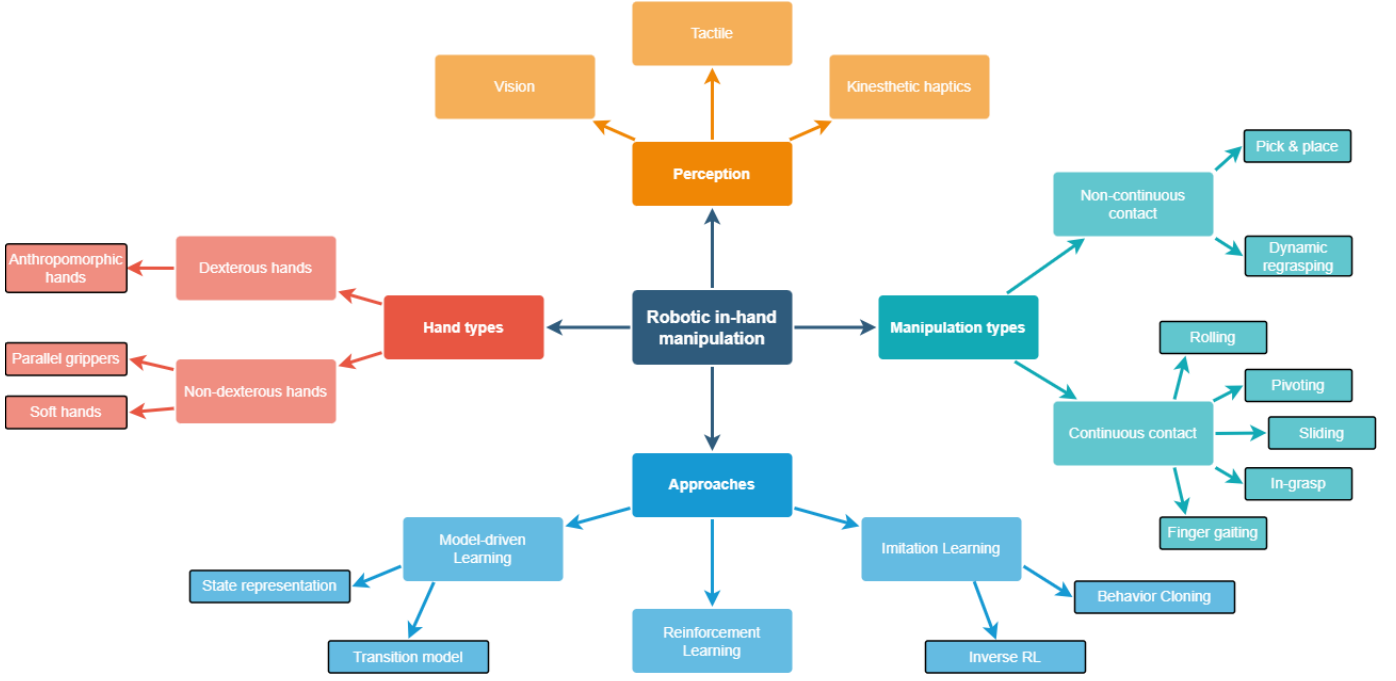 Tactile
Vision
Kinesthetic haptics
Perception
Pick & place
Non-continuous
contact
Dynamic
regrasping
Anthropomorphic
hands
Dexterous hands
Hand types
Robotic in-hand
manipulation
Manipulation types
Parallel grippers
Non-dexterous hands
Soft hands
Rolling
Pivoting
Continuous contact
Sliding
In-grasp
Finger gaiting
Approaches
Model-driven
Learning
Imitation Learning
State representation
Behavior Cloning
Reinforcement
Learning
Transition model
Inverse RL